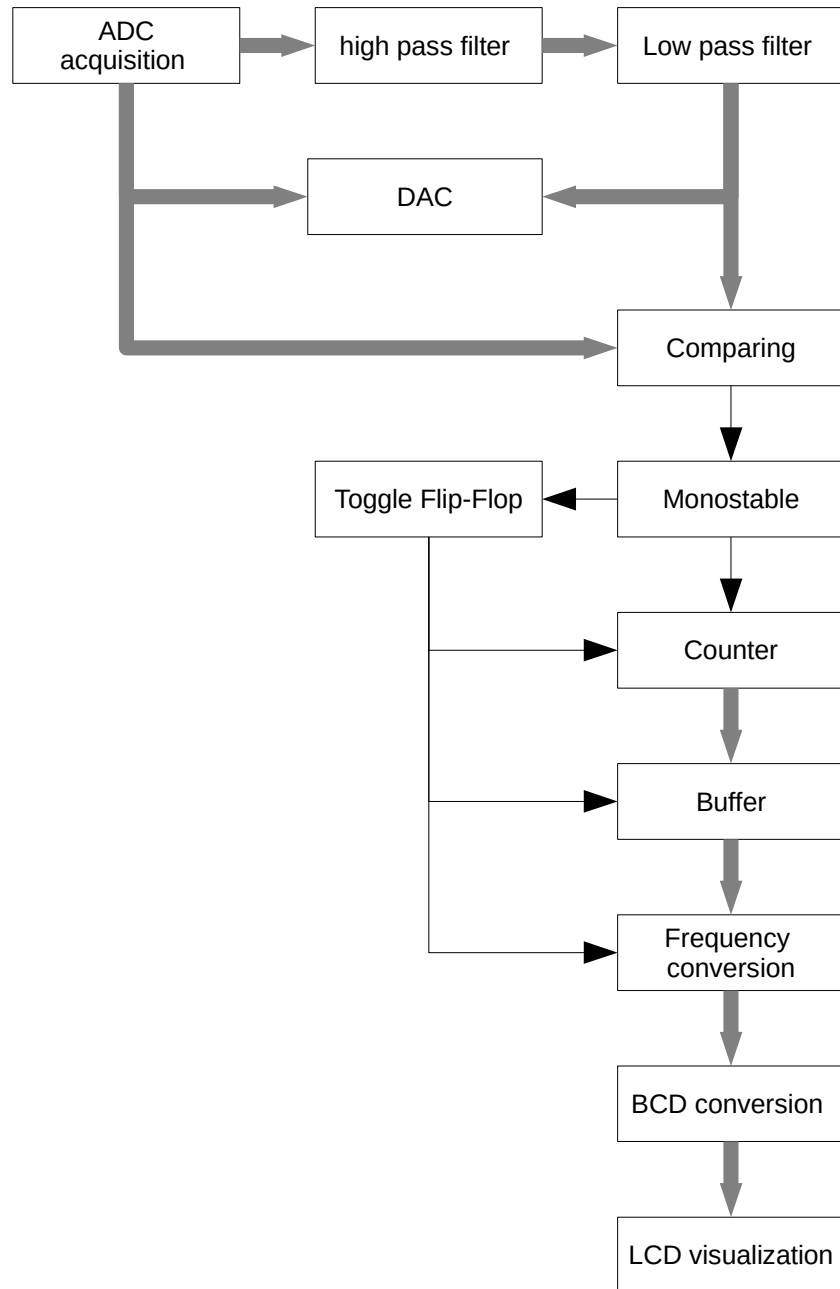 ADC
acquisition
high pass filter
Low pass filter
DAC
Comparing
Toggle Flip-Flop
Monostable
Counter
Buffer
Frequency
conversion
BCD conversion
LCD visualization